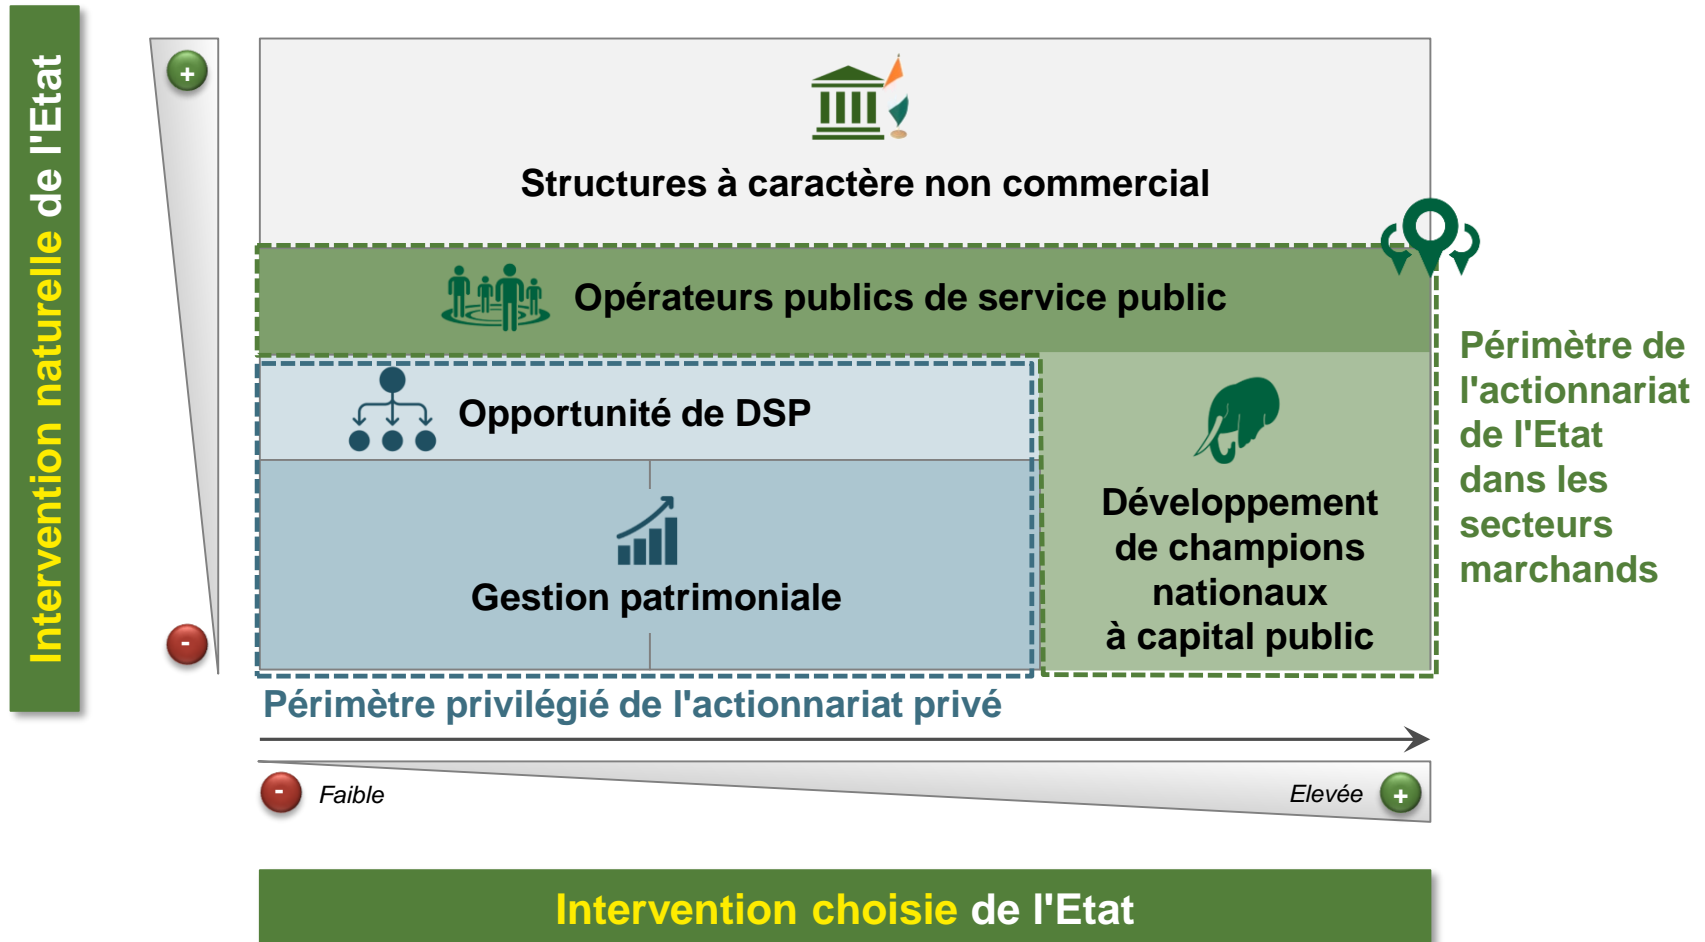 Intervention naturelle de l'Etat
+
-
Structures à caractère non commercial
Opérateurs publics de service public
Opportunité de DSP
Gestion patrimoniale
Développement
de champions
nationaux
à capital public
Périmètre de
l'actionnariat
de l'Etat
dans les
secteurs
marchands
Périmètre privilégié de l'actionnariat privé
- Faible
Elevée +
Intervention choisie de l'Etat